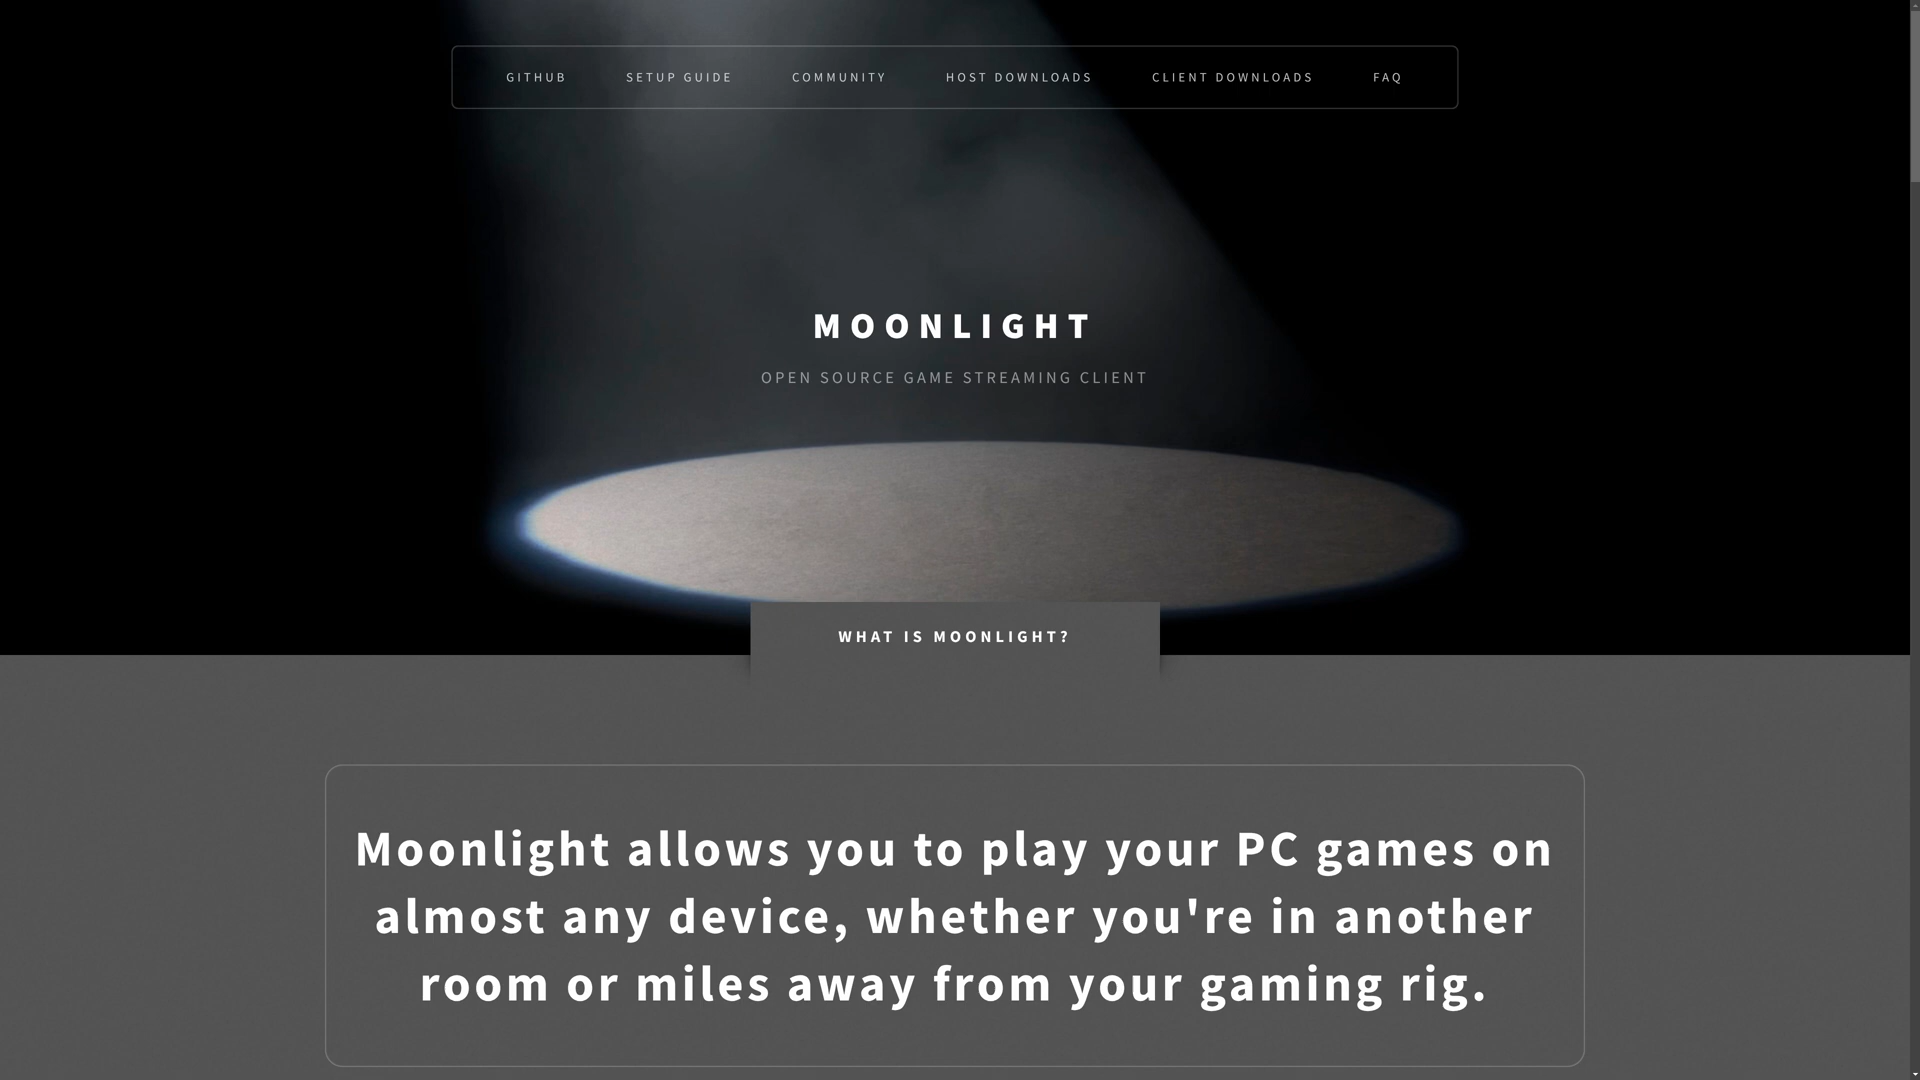 GITHUB SETUP GUIDE COMMUNITY HOST DOWNLOADS CLIENT DOWNLOADS FAQ
MOONLIGHT
OPEN SOURCE GAME STREAMING CLIENT
WHAT IS MOONLIGHT?
Moonlight allows you to play your PC games on
almost any device, whether you're in another
room or miles away from your gaming rig.